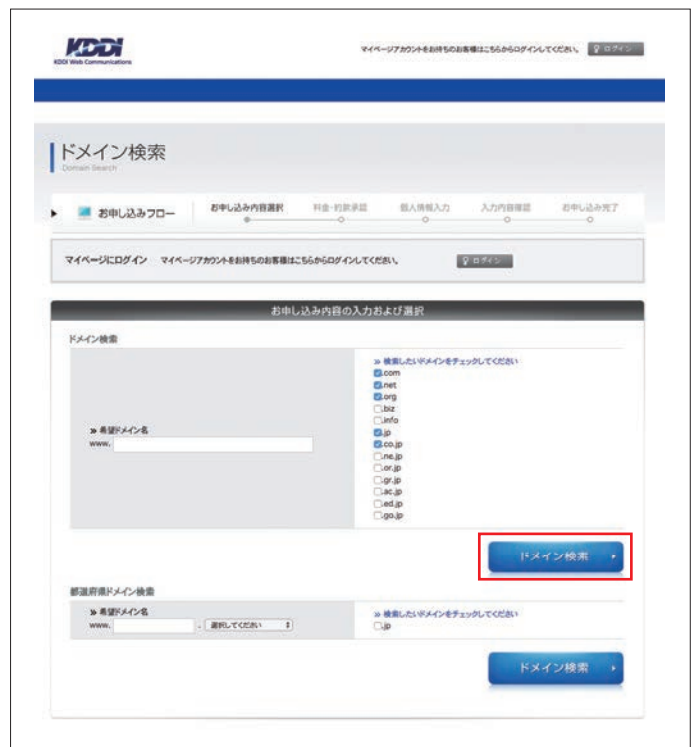 KDDI
KDDI Web Communications
マイページアカウントをお持ちのお客様はこちらからログインしてください。 ログイン
ドメイン検索
Domain Search
お申し込みフロー お申し込み内容選択 料金・約款承諾 個人情報入力 入力内容確認 お申し込み完了
マイページにログイン マイページアカウントをお持ちのお客様はこちらからログインしてください。 ログイン
お申し込み内容の入力および選択
ドメイン検索
» 希望ドメイン名
www.
» 検索したいドメインをチェックしてください
.com
.net
.org
.biz
.info
.jp
.co.jp
.ne.jp
.or.jp
.gr.jp
.ac.jp
.ed.jp
.go.jp
ドメイン検索
都道府県ドメイン検索
» 希望ドメイン名
www. . 選択してください
» 検索したいドメインをチェックしてください
.jp
ドメイン検索